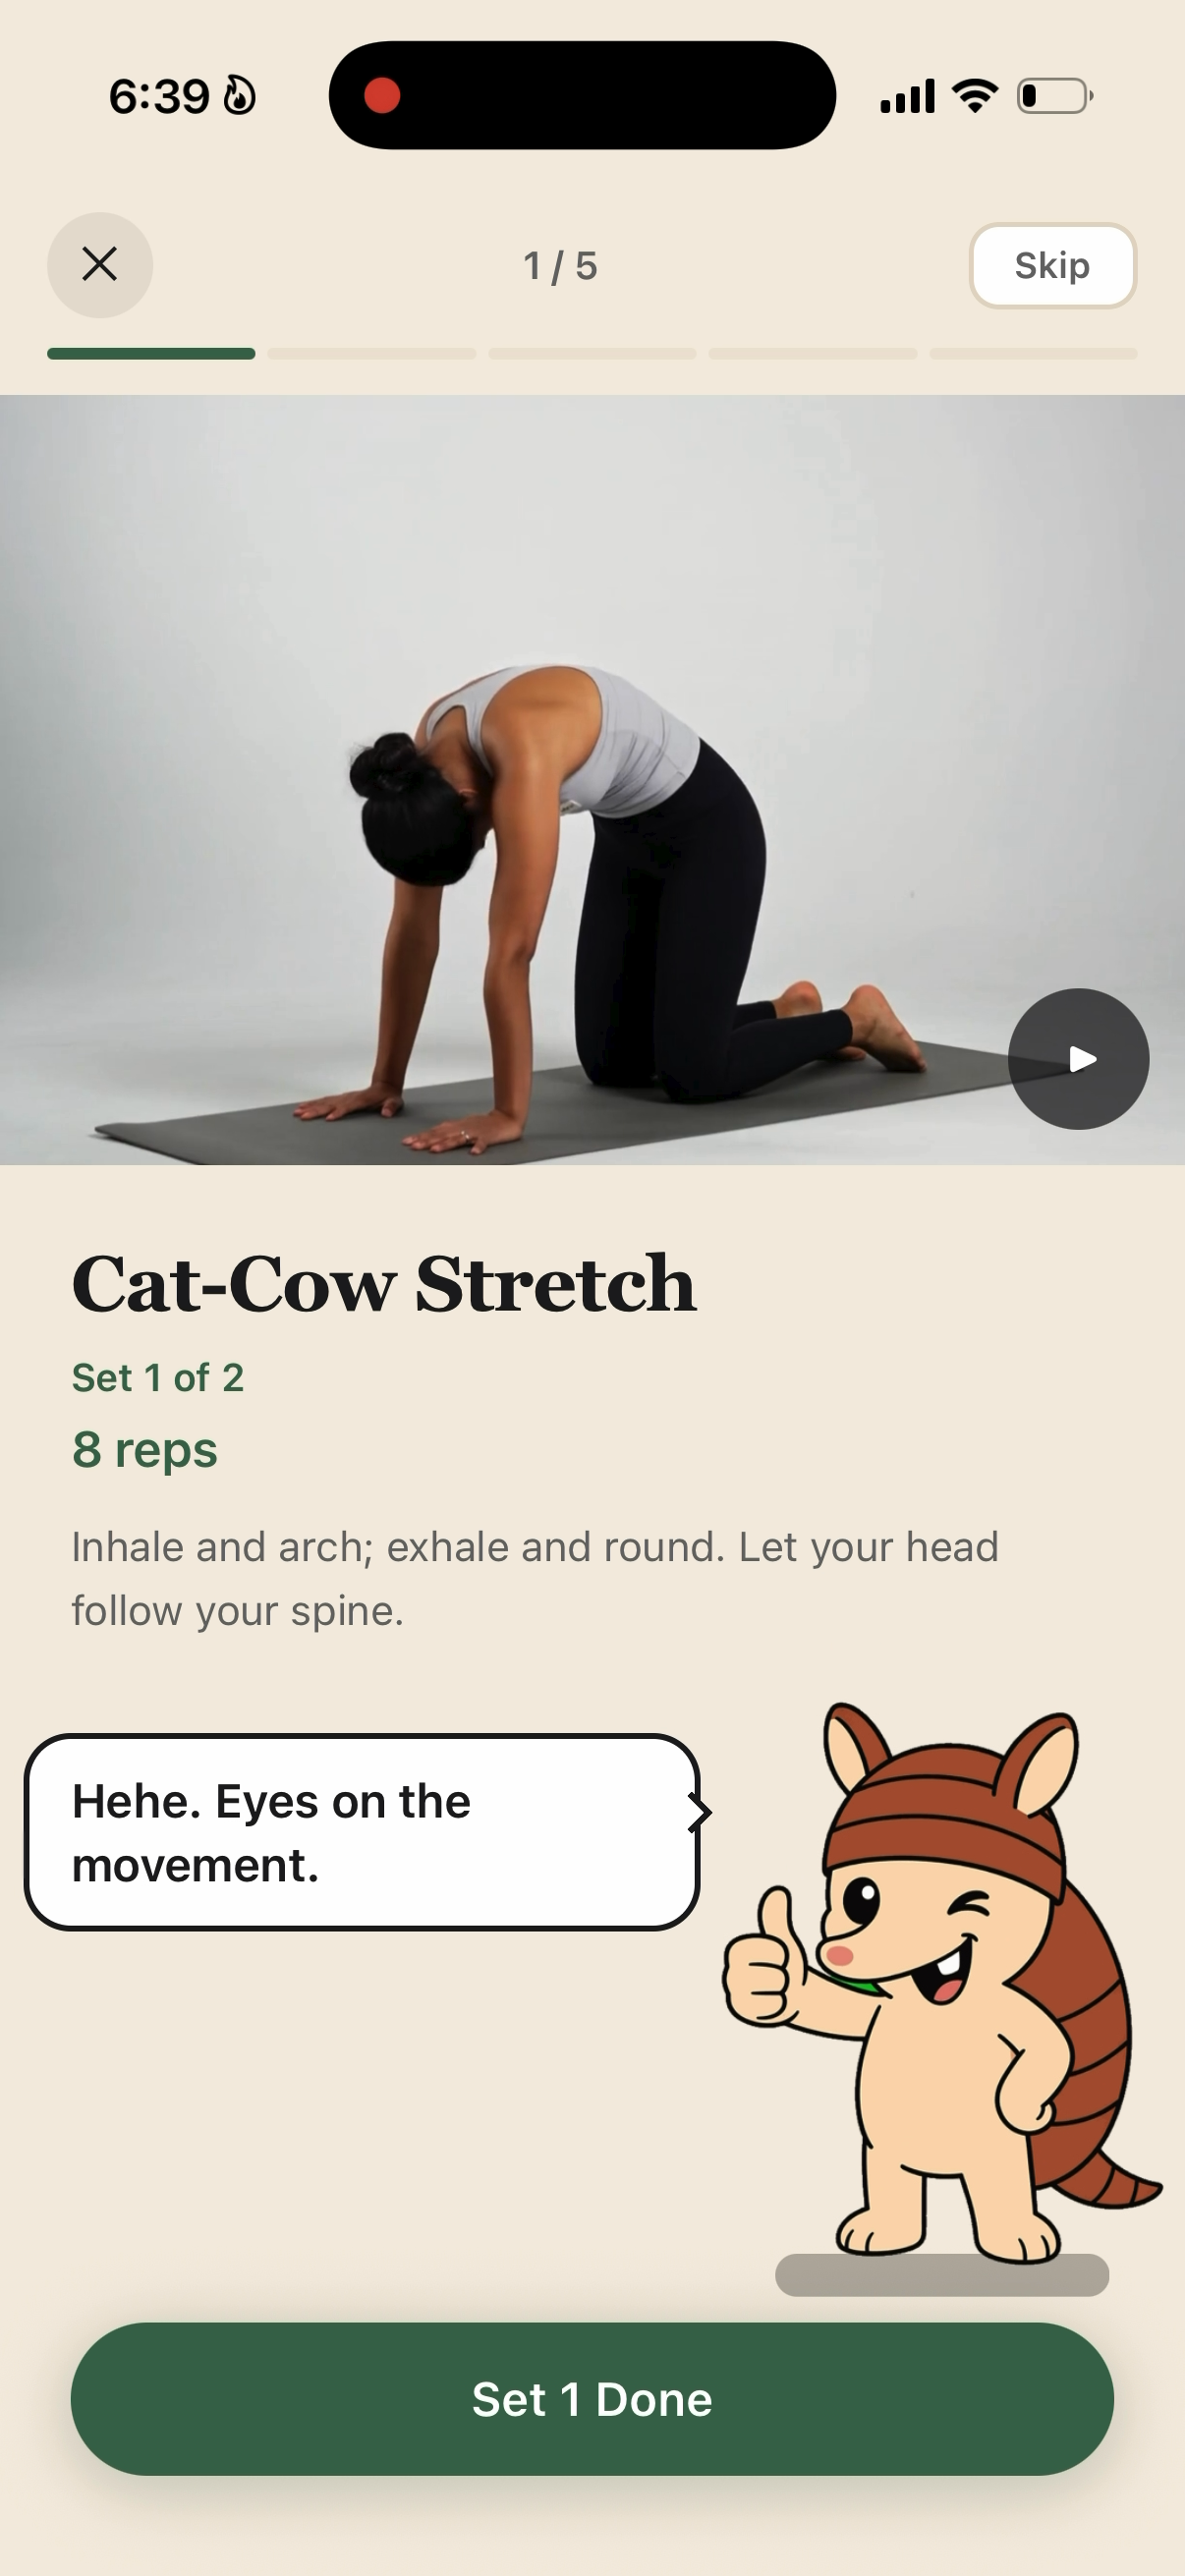 6:39
1 / 5
Skip
Cat-Cow Stretch
Set 1 of 2
8 reps
Inhale and arch; exhale and round. Let your head
follow your spine.
Hehe. Eyes on the
movement.
Set 1 Done